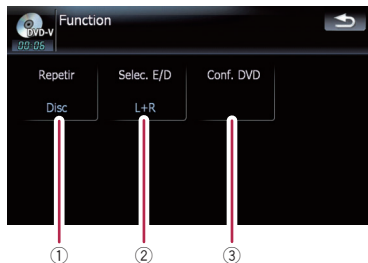 Function
DVD-V
00:06
Repetir Selec. E/D Conf. DVD
Disc L+R
① ② ③